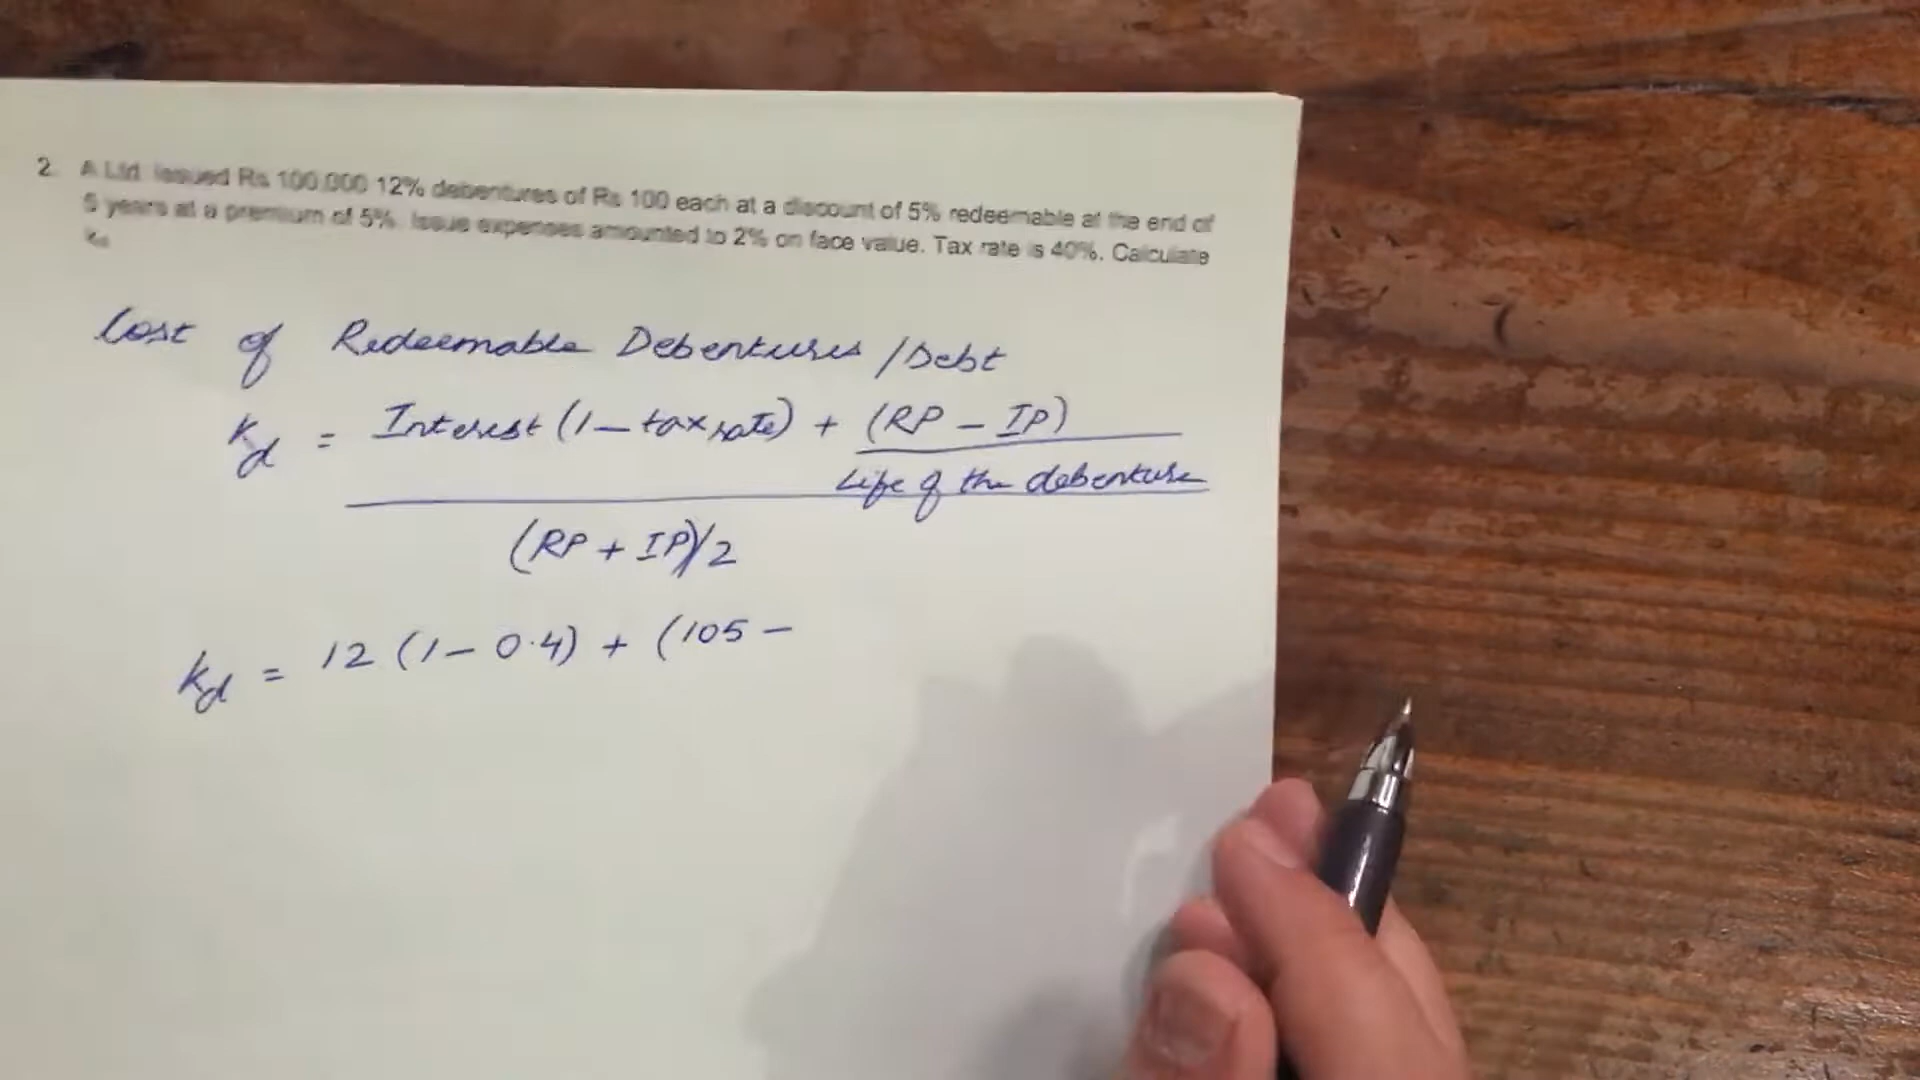 2. A Ltd. issued Rs 100,000 12% debentures of Rs 100 each at a discount of 5% redeemable at the end of
5 years at a premium of 5%. Issue expenses amounted to 2% on face value. Tax rate is 40%. Calculate
Kd
Cost of Redeemable Debentures / Debt
Kd = Interest (1 - tax rate) + (RP - IP)
Life of the debenture
(RP + IP)/2
Kd = 12 (1 - 0.4) + (105 -